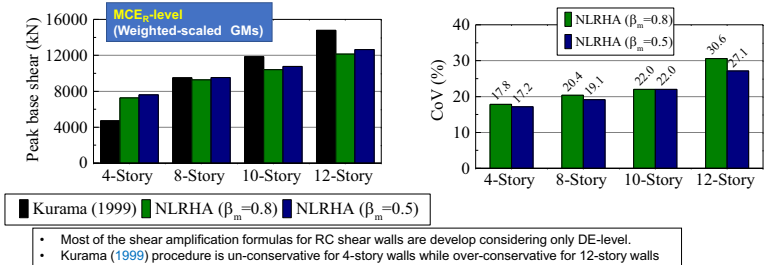 MCER-level
(Weighted-scaled GMs)
Peak base shear (kN)
16000
12000
8000
4000
0
4-Story 8-Story 10-Story 12-Story
NLRHA (βm=0.8)
NLRHA (βm=0.5)
CoV (%)
40
30
20
10
0
17.8 17.2 20.4 19.1 22.0 22.0 30.6 27.1
4-Story 8-Story 10-Story 12-Story
Kurama (1999) NLRHA (βm=0.8) NLRHA (βm=0.5)
• Most of the shear amplification formulas for RC shear walls are develop considering only DE-level.
• Kurama (1999) procedure is un-conservative for 4-story walls while over-conservative for 12-story walls